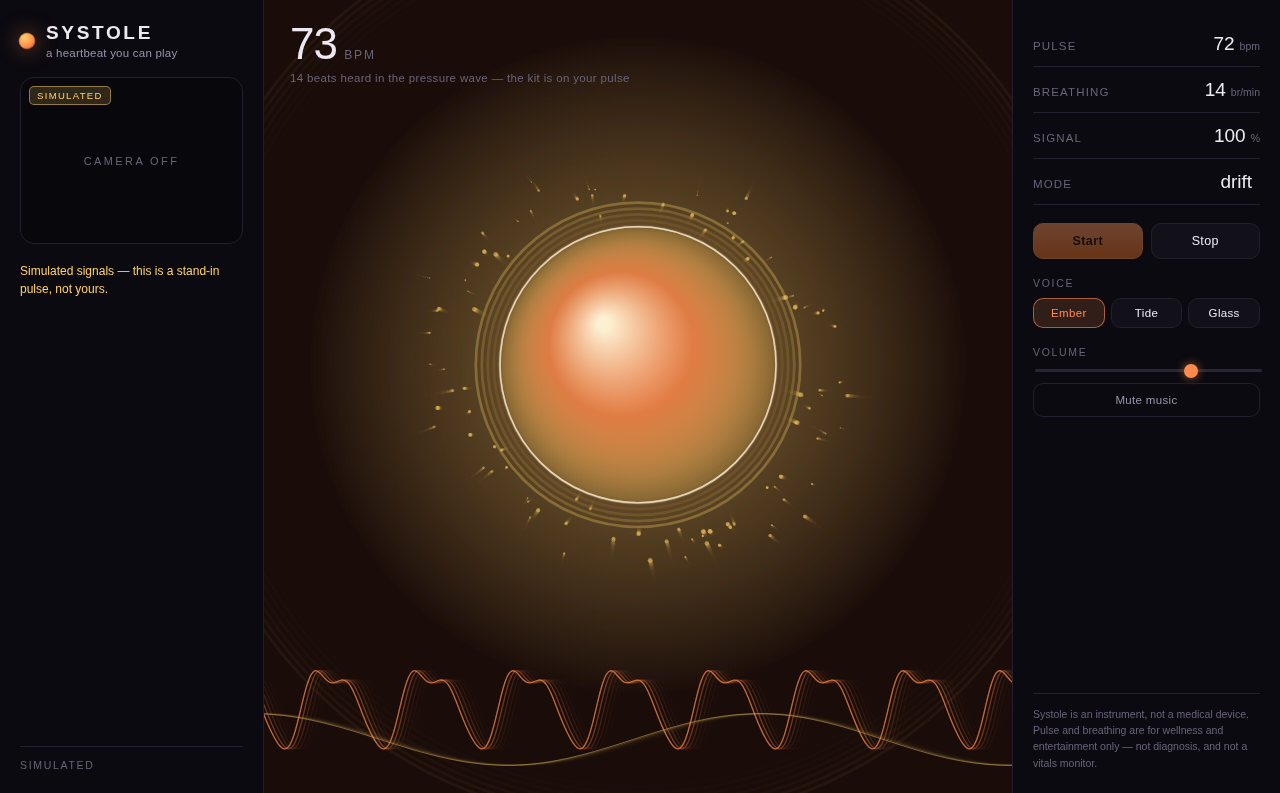 SYSTOLE
a heartbeat you can play
SIMULATED
CAMERA OFF
Simulated signals — this is a stand-in
pulse, not yours.
SIMULATED
73 BPM
14 beats heard in the pressure wave — the kit is on your pulse
PULSE 72 bpm
BREATHING 14 br/min
SIGNAL 100 %
MODE drift
Start Stop
VOICE
Ember Tide Glass
VOLUME
Mute music
Systole is an instrument, not a medical device.
Pulse and breathing are for wellness and
entertainment only — not diagnosis, and not a
vitals monitor.